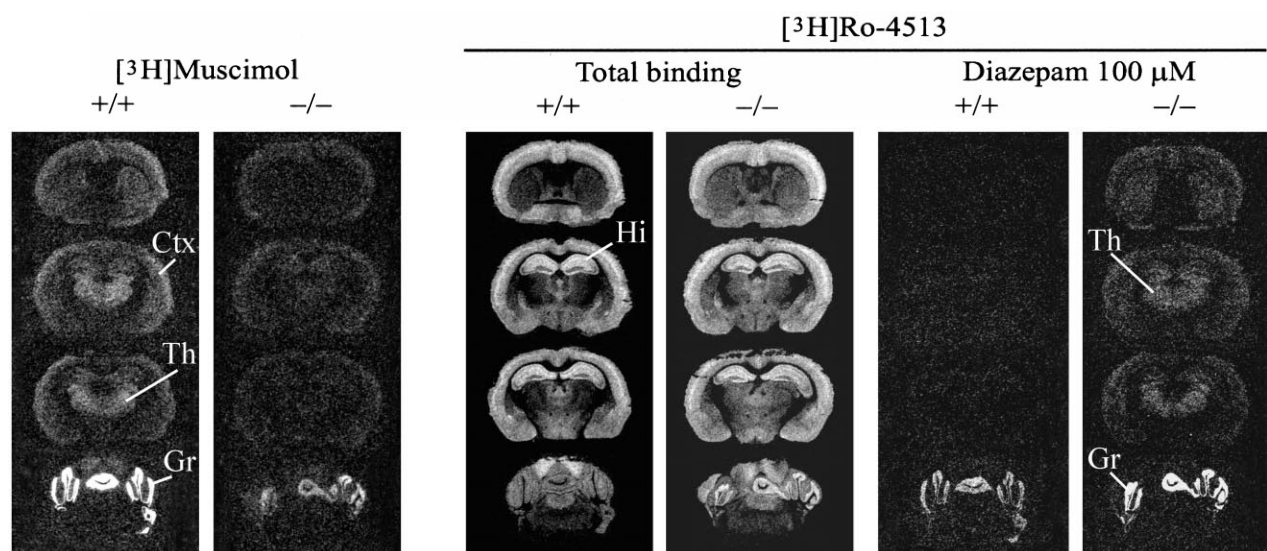 [³H]Ro-4513
[³H]Muscimol Total binding Diazepam 100 µM
+/+ −/− +/+ −/− +/+ −/−
Hi
Ctx
Th
Th
Gr
Gr